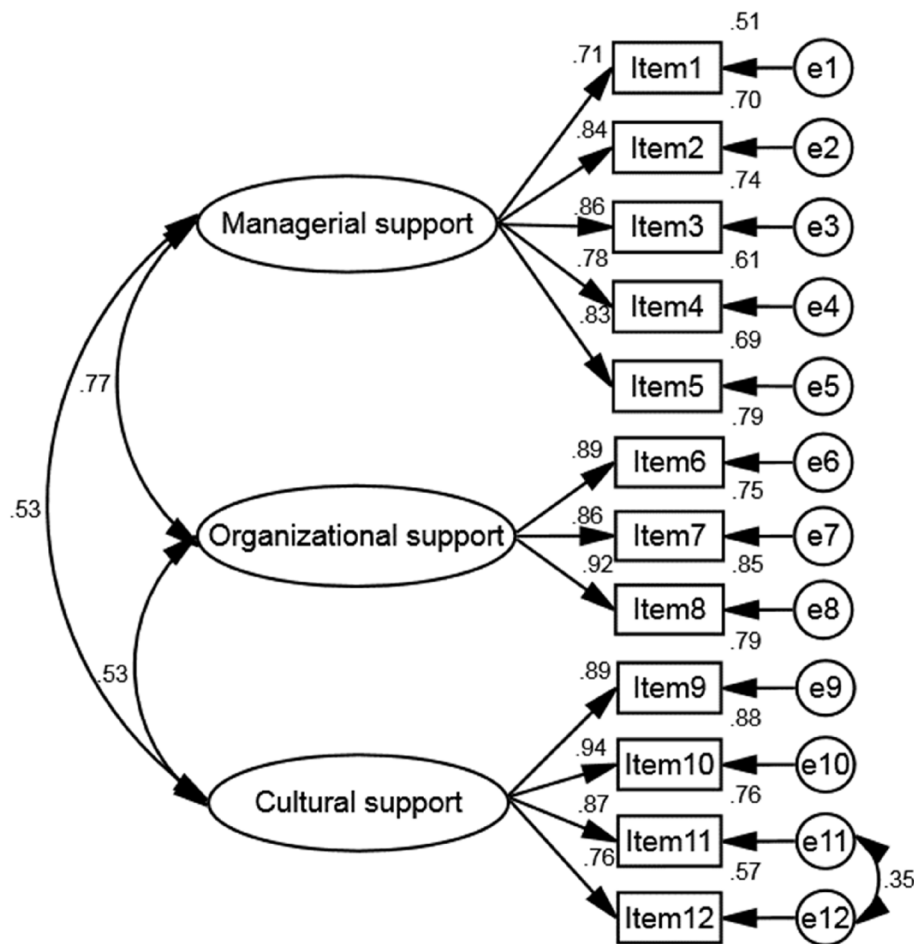 .51
.71 Item1 e1
.70
.84 Item2 e2
.74
Managerial support .86 Item3 e3
.78 .61
Item4 e4
.83 .69
.77 Item5 e5
.79
.89 Item6 e6
.75
.53 Organizational support .86 Item7 e7
.92 .85
Item8 e8
.79
.53 .89 Item9 e9
.88
.94 Item10 e10
Cultural support .87 .76
Item11 e11
.76 .57 .35
Item12 e12